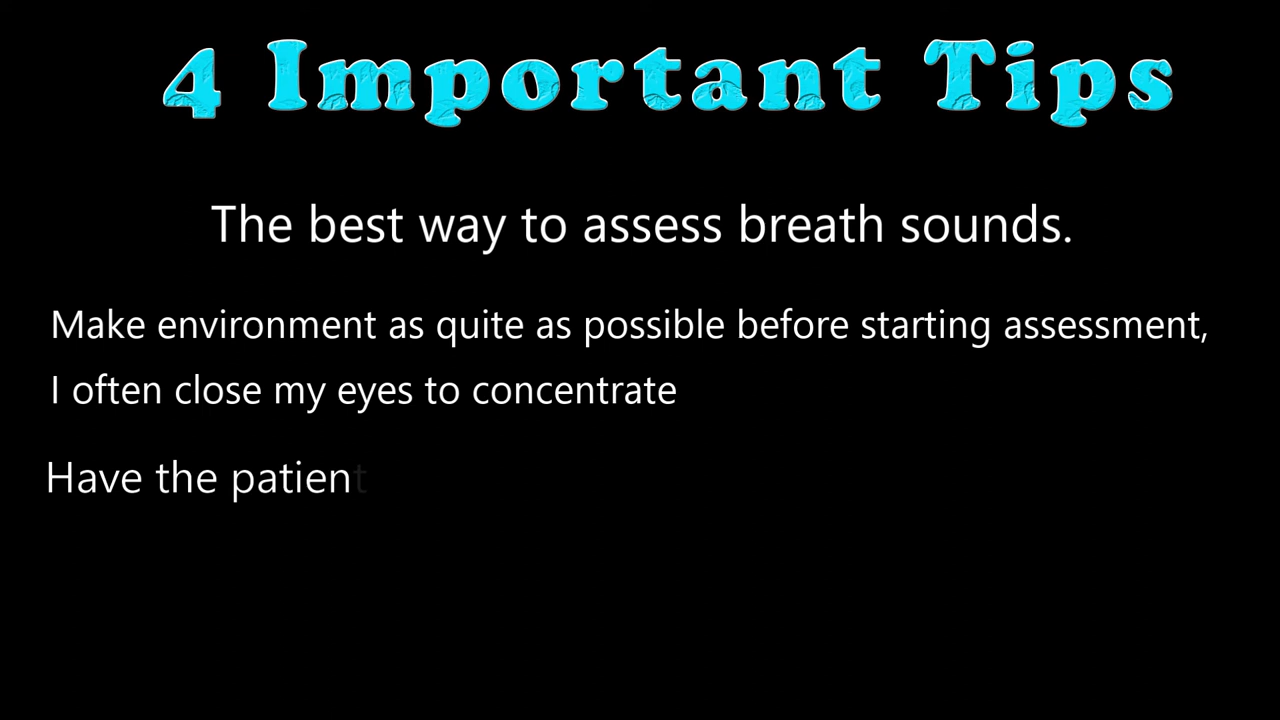 4 Important Tips
The best way to assess breath sounds.
Make environment as quite as possible before starting assessment,
I often close my eyes to concentrate
Have the patient